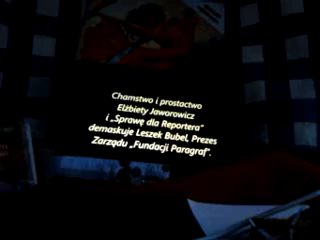 Chamstwo i prostactwo
Elżbiety Jaworowicz
i „Sprawę dla Reportera”
demaskuje Leszek Bubel, Prezes
Zarządu „Fundacji Paragraf”.